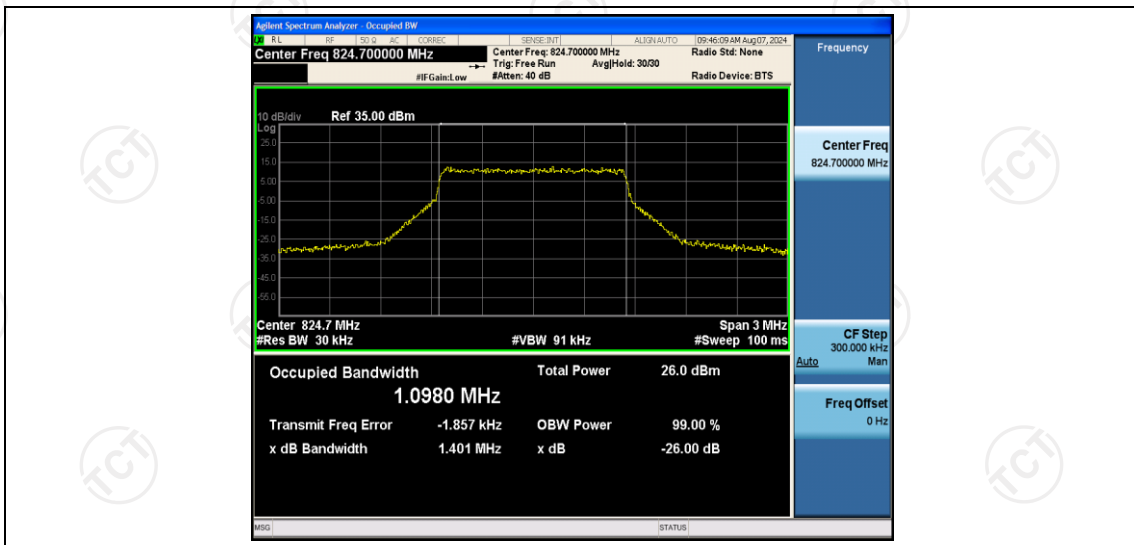 Agilent Spectrum Analyzer - Occupied BW
RL RF 50 Ω AC CORREC SENSE:INT ALIGN AUTO 09:46:09 AM Aug 07, 2024
Center Freq 824.700000 MHz Center Freq: 824.700000 MHz Radio Std: None
Trig: Free Run Avg|Hold: 30/30
#IFGain:Low #Atten: 40 dB Radio Device: BTS
Frequency
10 dB/div Ref 35.00 dBm
Log
25.0
15.0
5.00
-5.00
-15.0
-25.0
-35.0
-45.0
-55.0
Center 824.7 MHz Span 3 MHz
#Res BW 30 kHz #VBW 91 kHz #Sweep 100 ms
Occupied Bandwidth Total Power 26.0 dBm
1.0980 MHz
Transmit Freq Error -1.857 kHz OBW Power 99.00 %
x dB Bandwidth 1.401 MHz x dB -26.00 dB
Center Freq
824.700000 MHz
CF Step
300.000 kHz
Auto Man
Freq Offset
0 Hz
MSG STATUS
TCT
TCT
TCT
TCT